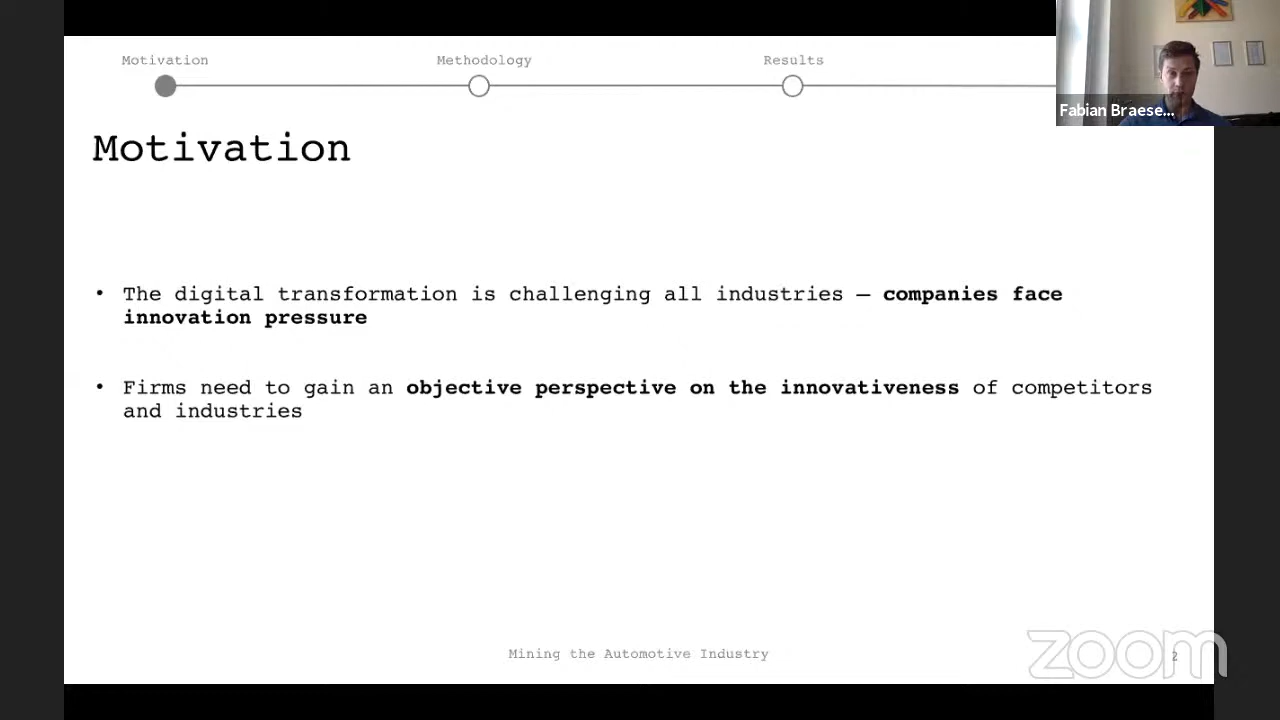 Motivation
Methodology
Results
Fabian Braese...
Motivation
• The digital transformation is challenging all industries — companies face
innovation pressure
• Firms need to gain an objective perspective on the innovativeness of competitors
and industries
Mining the Automotive Industry
2
zoom